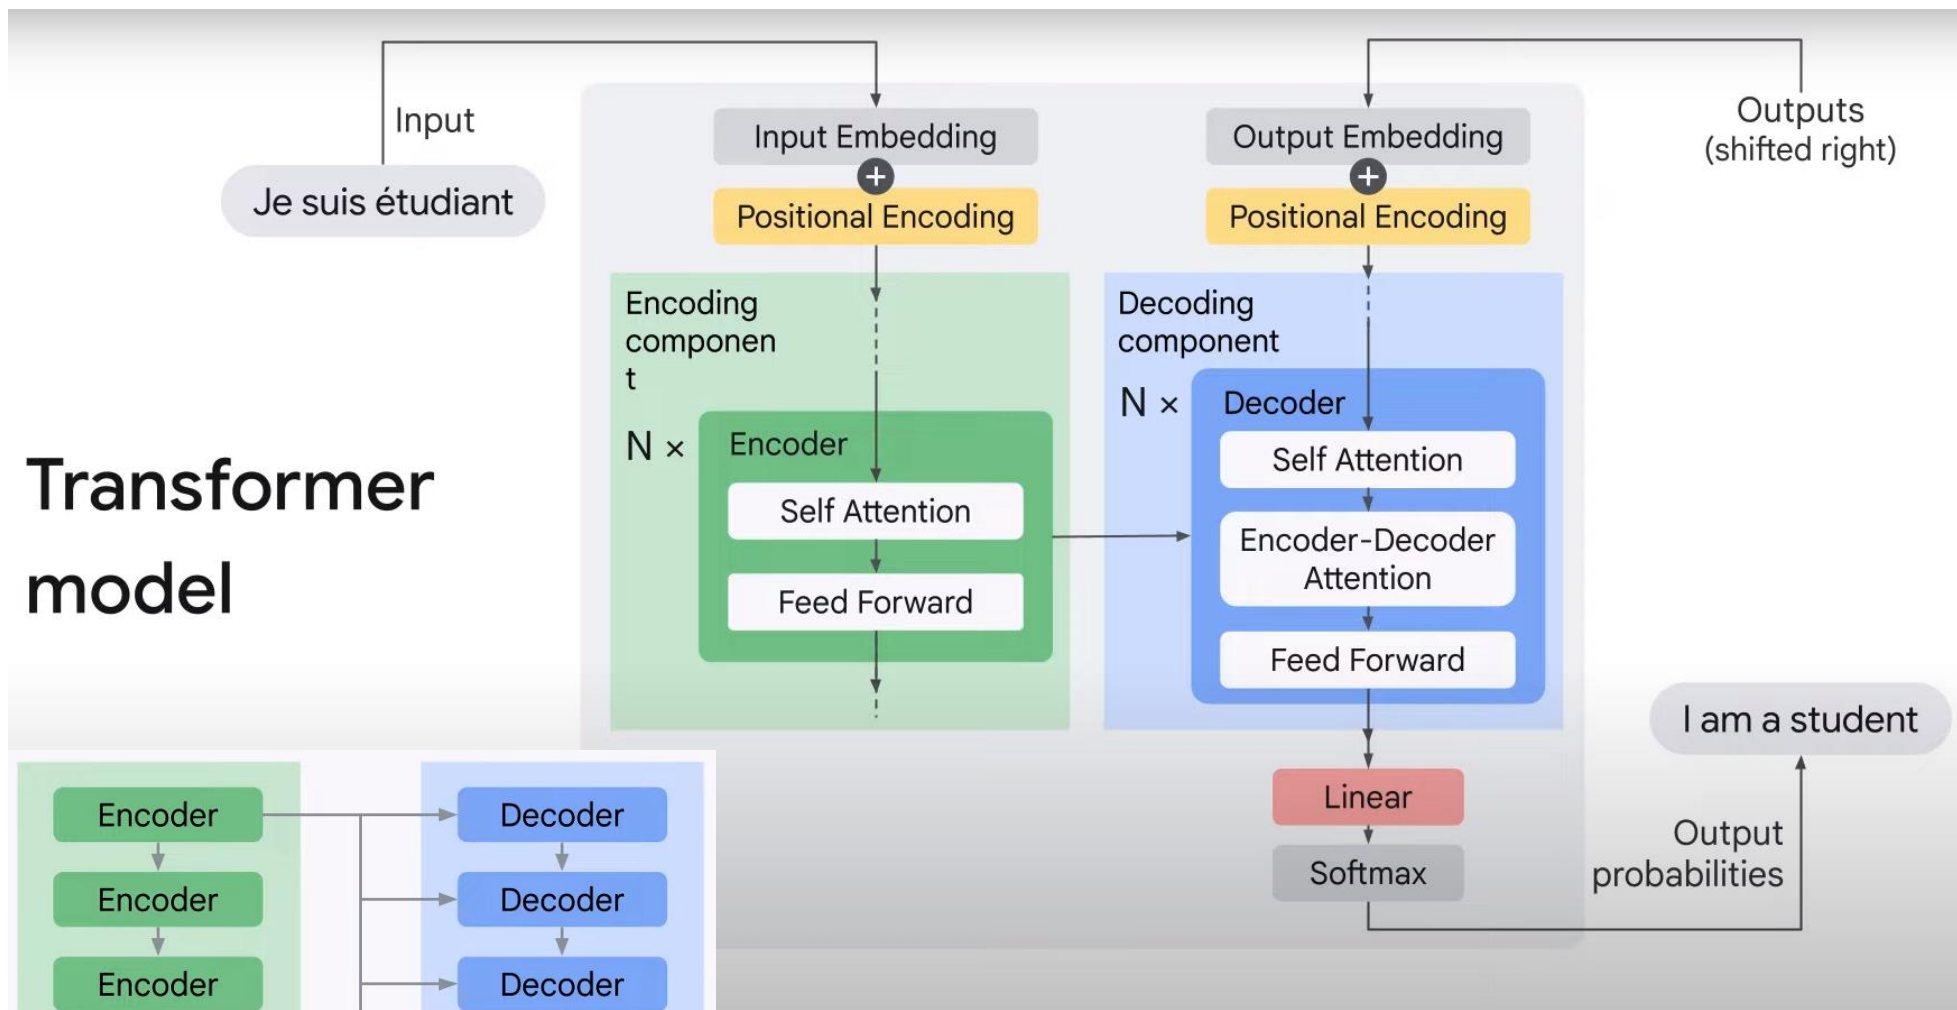 Input
Je suis étudiant
Input Embedding
+
Positional Encoding
Output Embedding
+
Positional Encoding
Outputs
(shifted right)
Encoding
componen
t
N ×
Encoder
Self Attention
Feed Forward
Decoding
component
N ×
Decoder
Self Attention
Encoder-Decoder
Attention
Feed Forward
Transformer
model
Linear
Softmax
Output
probabilities
I am a student
Encoder
Decoder
Encoder
Decoder
Encoder
Decoder